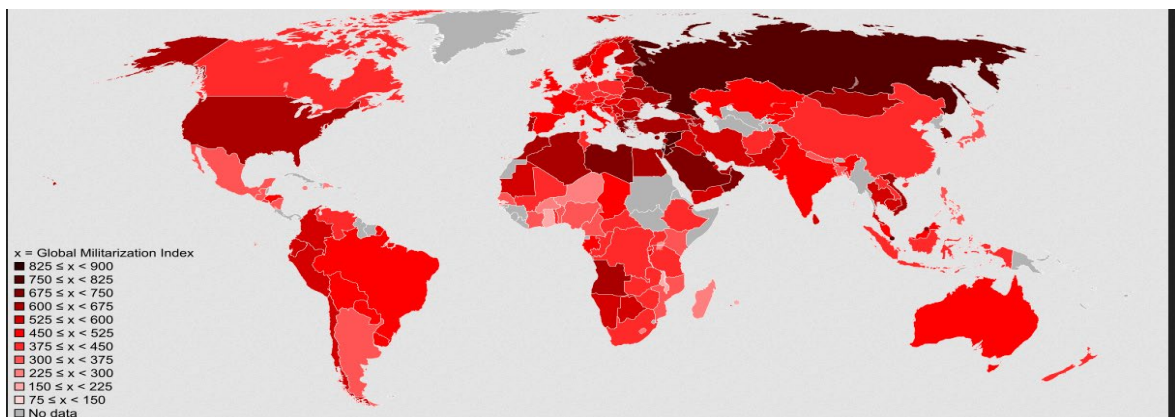 x = Global Militarization Index
825 ≤ x < 900
750 ≤ x < 825
675 ≤ x < 750
600 ≤ x < 675
525 ≤ x < 600
450 ≤ x < 525
375 ≤ x < 450
300 ≤ x < 375
225 ≤ x < 300
150 ≤ x < 225
75 ≤ x < 150
No data